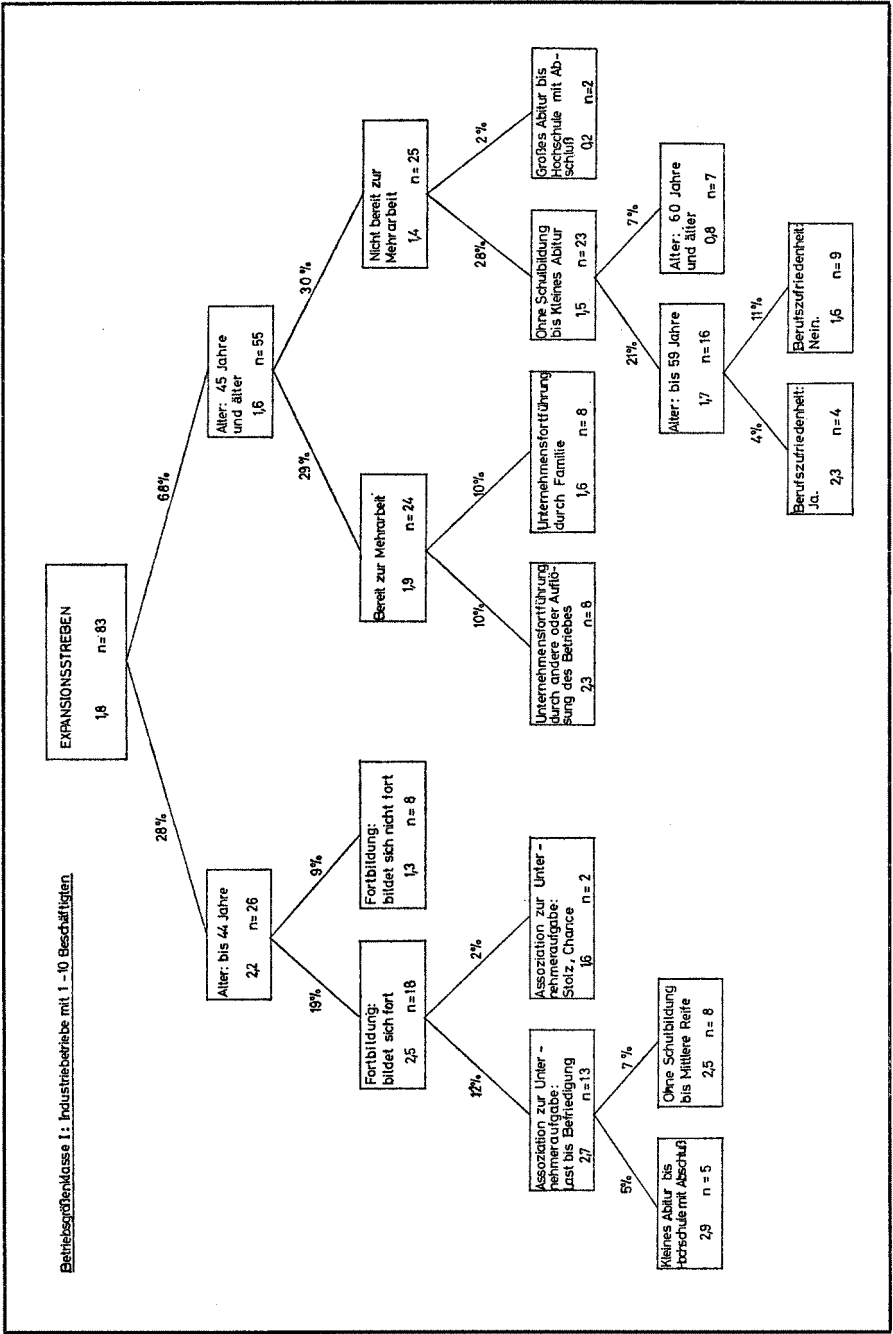 Betriebsgrößenklasse I: Industriebetriebe mit 1-10 Beschäftigten
EXPANSIONSSTREBEN
1,8 n=83
28%
68%
Alter: bis 44 Jahre
2,2 n=26
Alter: 45 Jahre
und älter
1,6 n=55
19%
9%
29%
30%
Fortbildung:
bildet sich fort
2,5 n=18
Fortbildung:
bildet sich nicht fort
1,3 n=8
Bereit zur Mehrarbeit
1,9 n=24
Nicht bereit zur
Mehrarbeit
1,4 n=25
12%
2%
10%
10%
28%
2%
Assoziation zur Unter-
nehmeraufgabe:
Last bis Befriedigung
2,7 n=13
Assoziation zur Unter-
nehmeraufgabe:
Stolz, Chance
1,6 n=2
Unternehmensfortführung
durch andere oder Auflö-
sung des Betriebes
2,3 n=8
Unternehmensfortführung
durch Familie
1,6 n=8
Ohne Schulbildung
bis Kleines Abitur
1,5 n=23
Großes Abitur bis
Hochschule mit Ab-
schluß
0,2 n=2
5%
7%
21%
7%
Kleines Abitur bis
Hochschule mit Abschluß
2,9 n=5
Ohne Schulbildung
bis Mittlere Reife
2,5 n=8
Alter: bis 59 Jahre
1,7 n=16
Alter: 60 Jahre
und älter
0,8 n=7
4%
11%
Berufszufriedenheit:
Ja.
2,3 n=4
Berufszufriedenheit:
Nein.
1,6 n=9